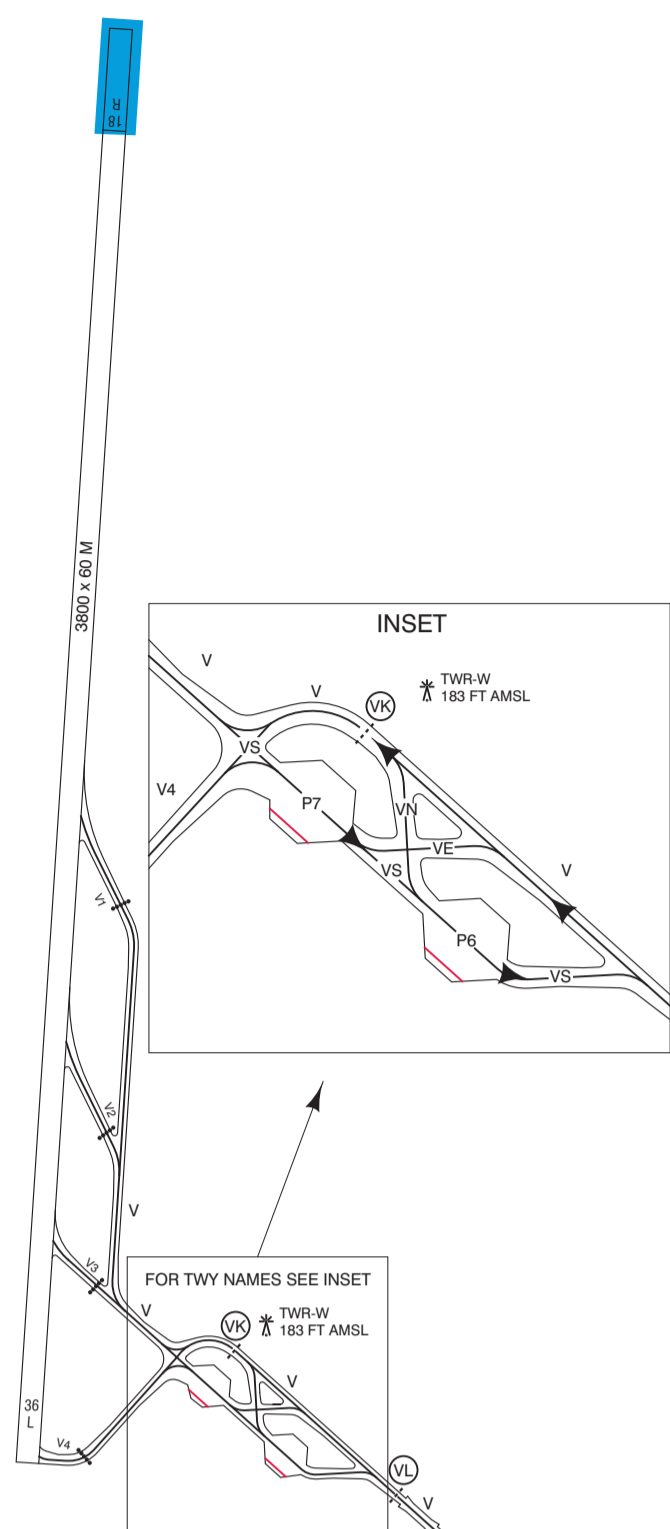 18
R
3800 x 60 M
INSET
V
V
VK
TWR-W
183 FT AMSL
VS
V4
P7
VN
VE
VS
V
P6
VS
V1
V2
V
V3
FOR TWY NAMES SEE INSET
V
VK
TWR-W
183 FT AMSL
V
36
L
V4
VL
V